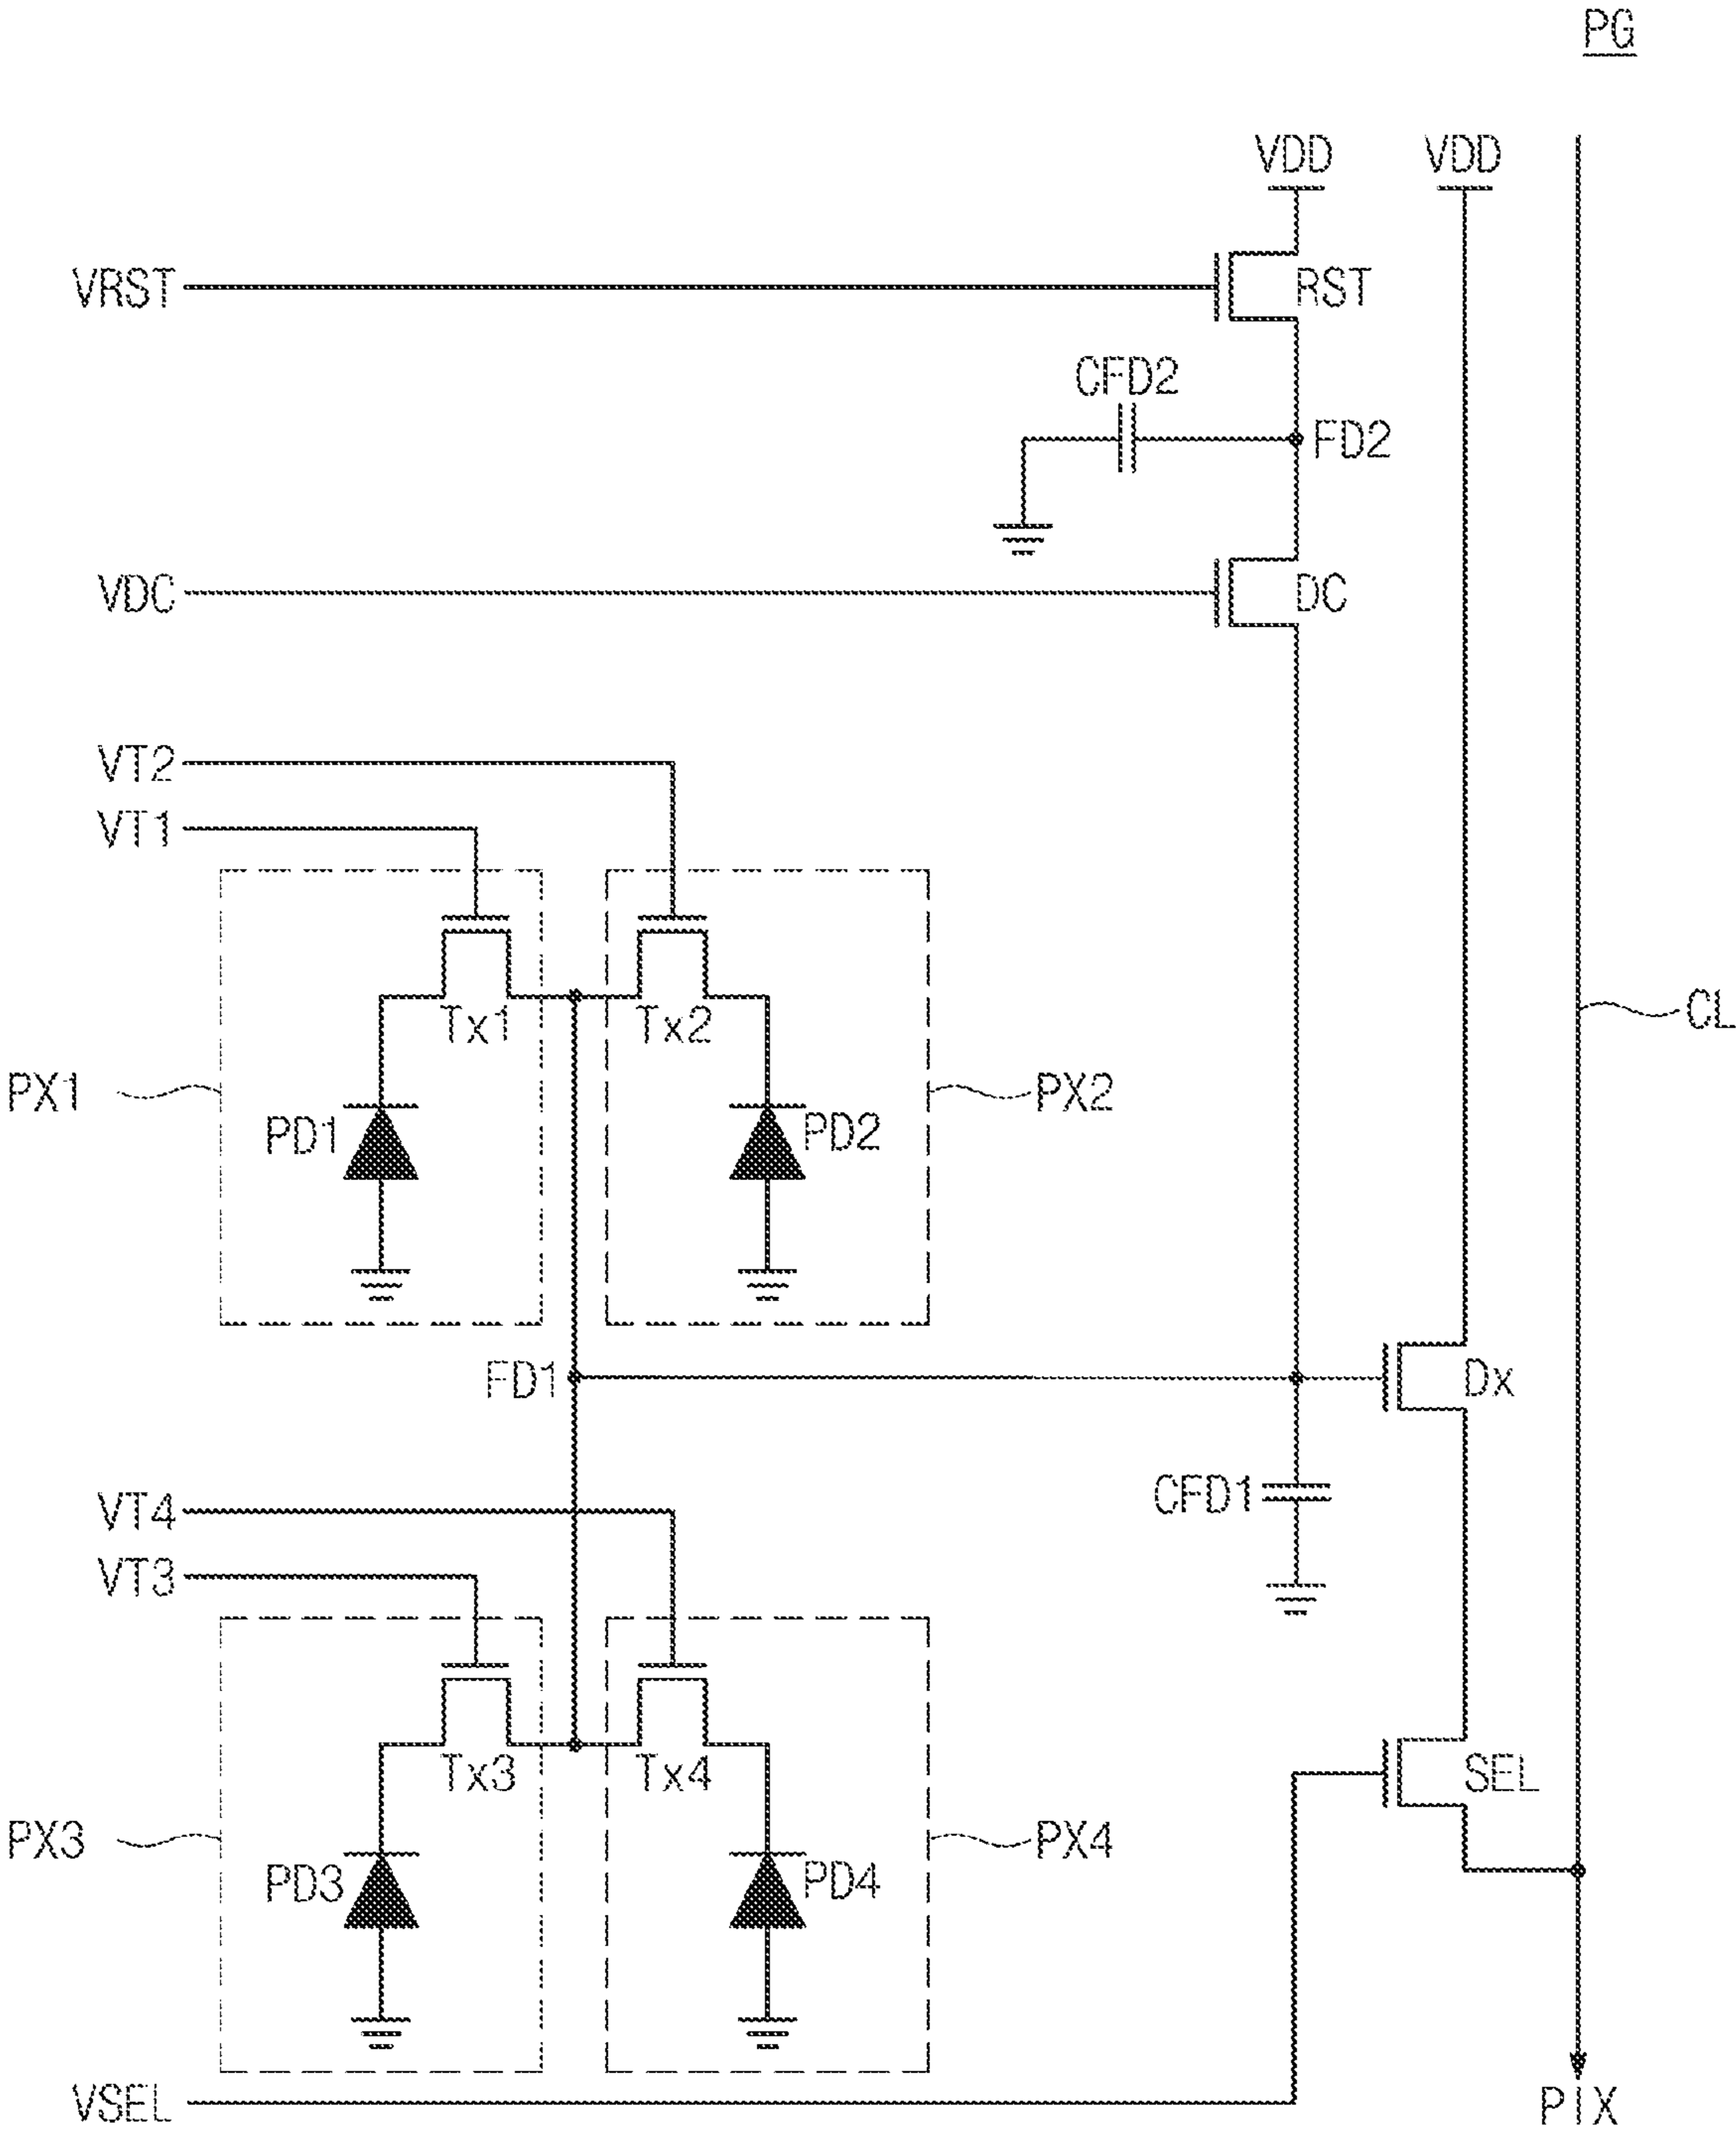 PG
VDD VDD
VRST
RST
CFD2
FD2
VDC
DC
VT2
VT1
Tx1 Tx2
CL
PX1
PX2
PD1
PD2
FD1
Dx
CFD1
VT4
VT3
Tx3 Tx4
SEL
PX3
PX4
PD3
PD4
VSEL
PIX